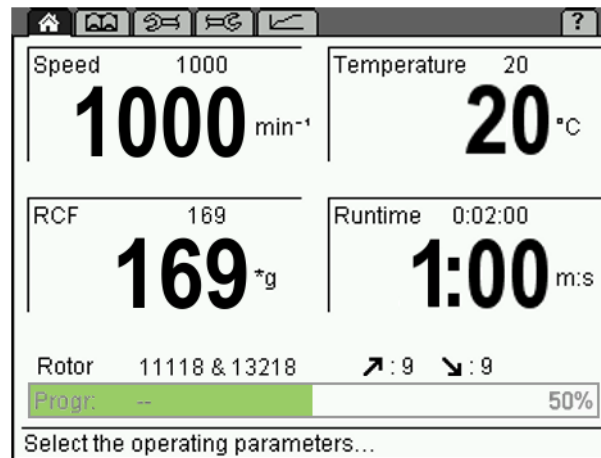 ?
Speed 1000
1000 min⁻¹
Temperature 20
20 °C
RCF 169
169 *g
Runtime 0:02:00
1:00 m:s
Rotor 11118 & 13218 ↗ : 9 ↘ : 9
Progr: -- 50%
Select the operating parameters...